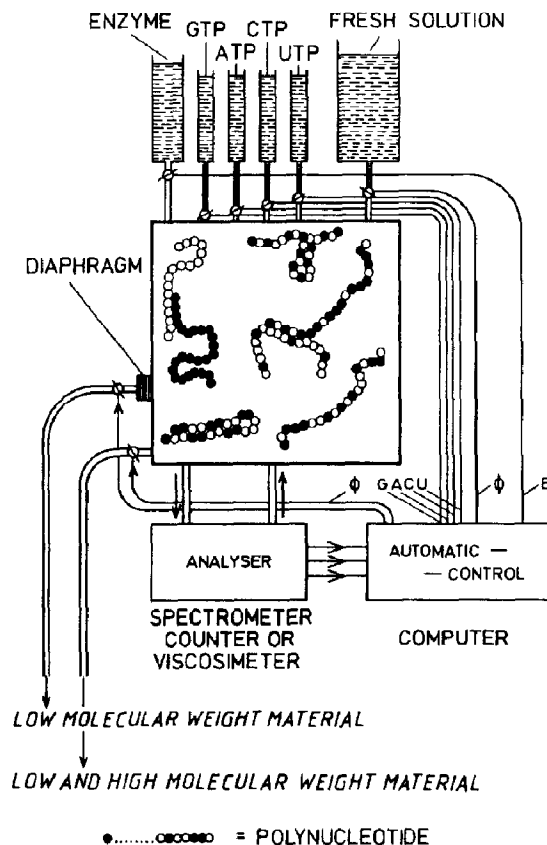 ENZYME
GTP
ATP
CTP
UTP
FRESH SOLUTION
DIAPHRAGM
ϕ GACU ϕ E
ANALYSER
AUTOMATIC —
— CONTROL
SPECTROMETER
COUNTER OR
VISCOSIMETER
COMPUTER
LOW MOLECULAR WEIGHT MATERIAL
LOW AND HIGH MOLECULAR WEIGHT MATERIAL
= POLYNUCLEOTIDE